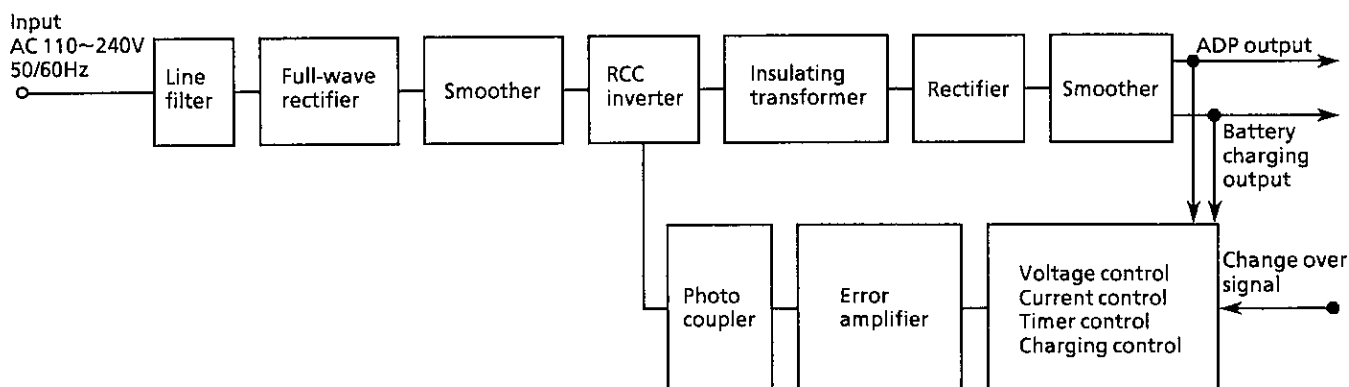 Input
AC 110~240V
50/60Hz
Line
filter
Full-wave
rectifier
Smoother
RCC
inverter
Insulating
transformer
Rectifier
Smoother
ADP output
Battery
charging
output
Photo
coupler
Error
amplifier
Voltage control
Current control
Timer control
Charging control
Change over
signal